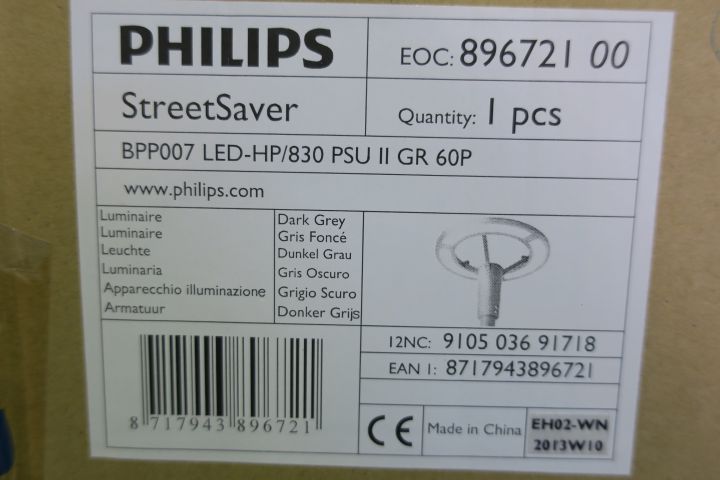 PHILIPS
EOC: 896721 00
StreetSaver
Quantity: 1 pcs
BPP007 LED-HP/830 PSU II GR 60P
www.philips.com
Luminaire Dark Grey
Luminaire Gris Foncé
Leuchte Dunkel Grau
Luminaria Gris Oscuro
Apparecchio illuminazione Grigio Scuro
Armatuur Donker Grijs
12NC: 9105 036 91718
EAN 1: 8717943896721
8 717943 896721
CE
Made in China
EH02-WN
2013W10